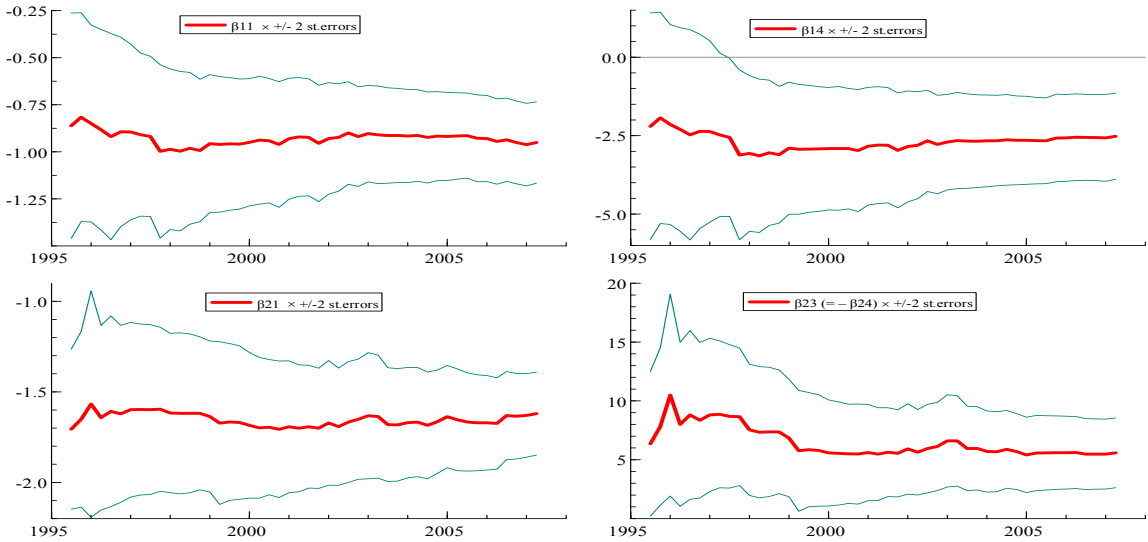 -0.25
β11 × +/- 2 st.errors
-0.50
-0.75
-1.00
-1.25
1995 2000 2005
β14 × +/- 2 st.errors
0.0
-2.5
-5.0
1995 2000 2005
-1.0
β21 × +/-2 st.errors
-1.5
-2.0
1995 2000 2005
20
β23 (= − β24) × +/-2 st.errors
15
10
5
1995 2000 2005